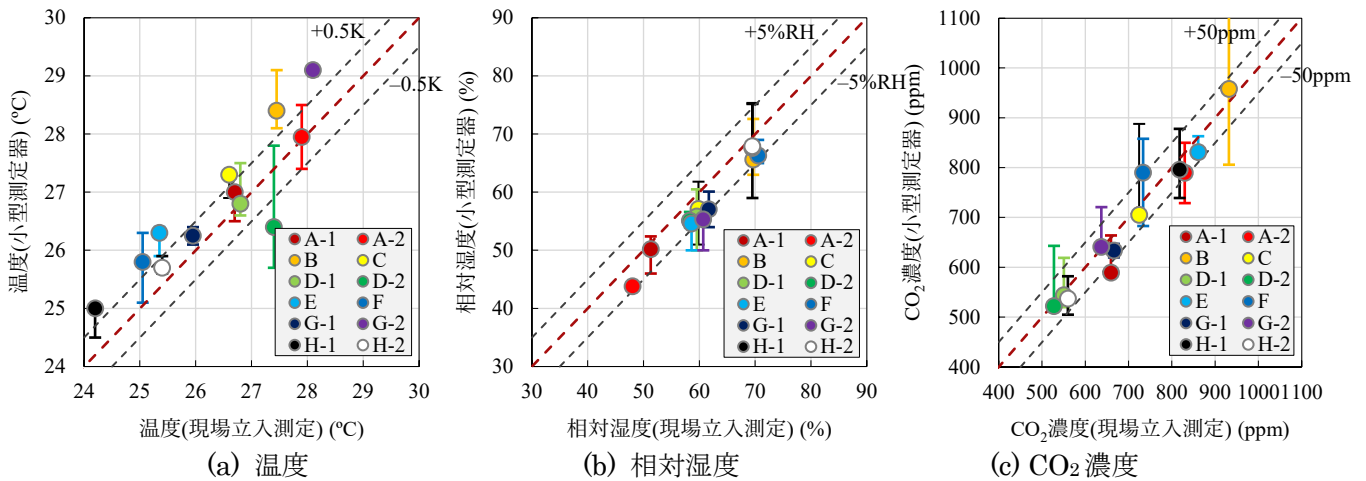 温度(小型測定器) (ºC)
30
29
28
27
26
25
24
24
25
26
27
28
29
30
+0.5K
–0.5K
A-1
A-2
B
C
D-1
D-2
E
F
G-1
G-2
H-1
H-2
温度(現場立入測定) (ºC)
(a) 温度
相対湿度(小型測定器) (%)
90
80
70
60
50
40
30
30
40
50
60
70
80
90
+5%RH
–5%RH
A-1
A-2
B
C
D-1
D-2
E
F
G-1
G-2
H-1
H-2
相対湿度(現場立入測定) (%)
(b) 相対湿度
CO₂濃度(小型測定器) (ppm)
1100
1000
900
800
700
600
500
400
400
500
600
700
800
900
1000
1100
+50ppm
–50ppm
A-1
A-2
B
C
D-1
D-2
E
F
G-1
G-2
H-1
H-2
CO₂濃度(現場立入測定) (ppm)
(c) CO₂濃度